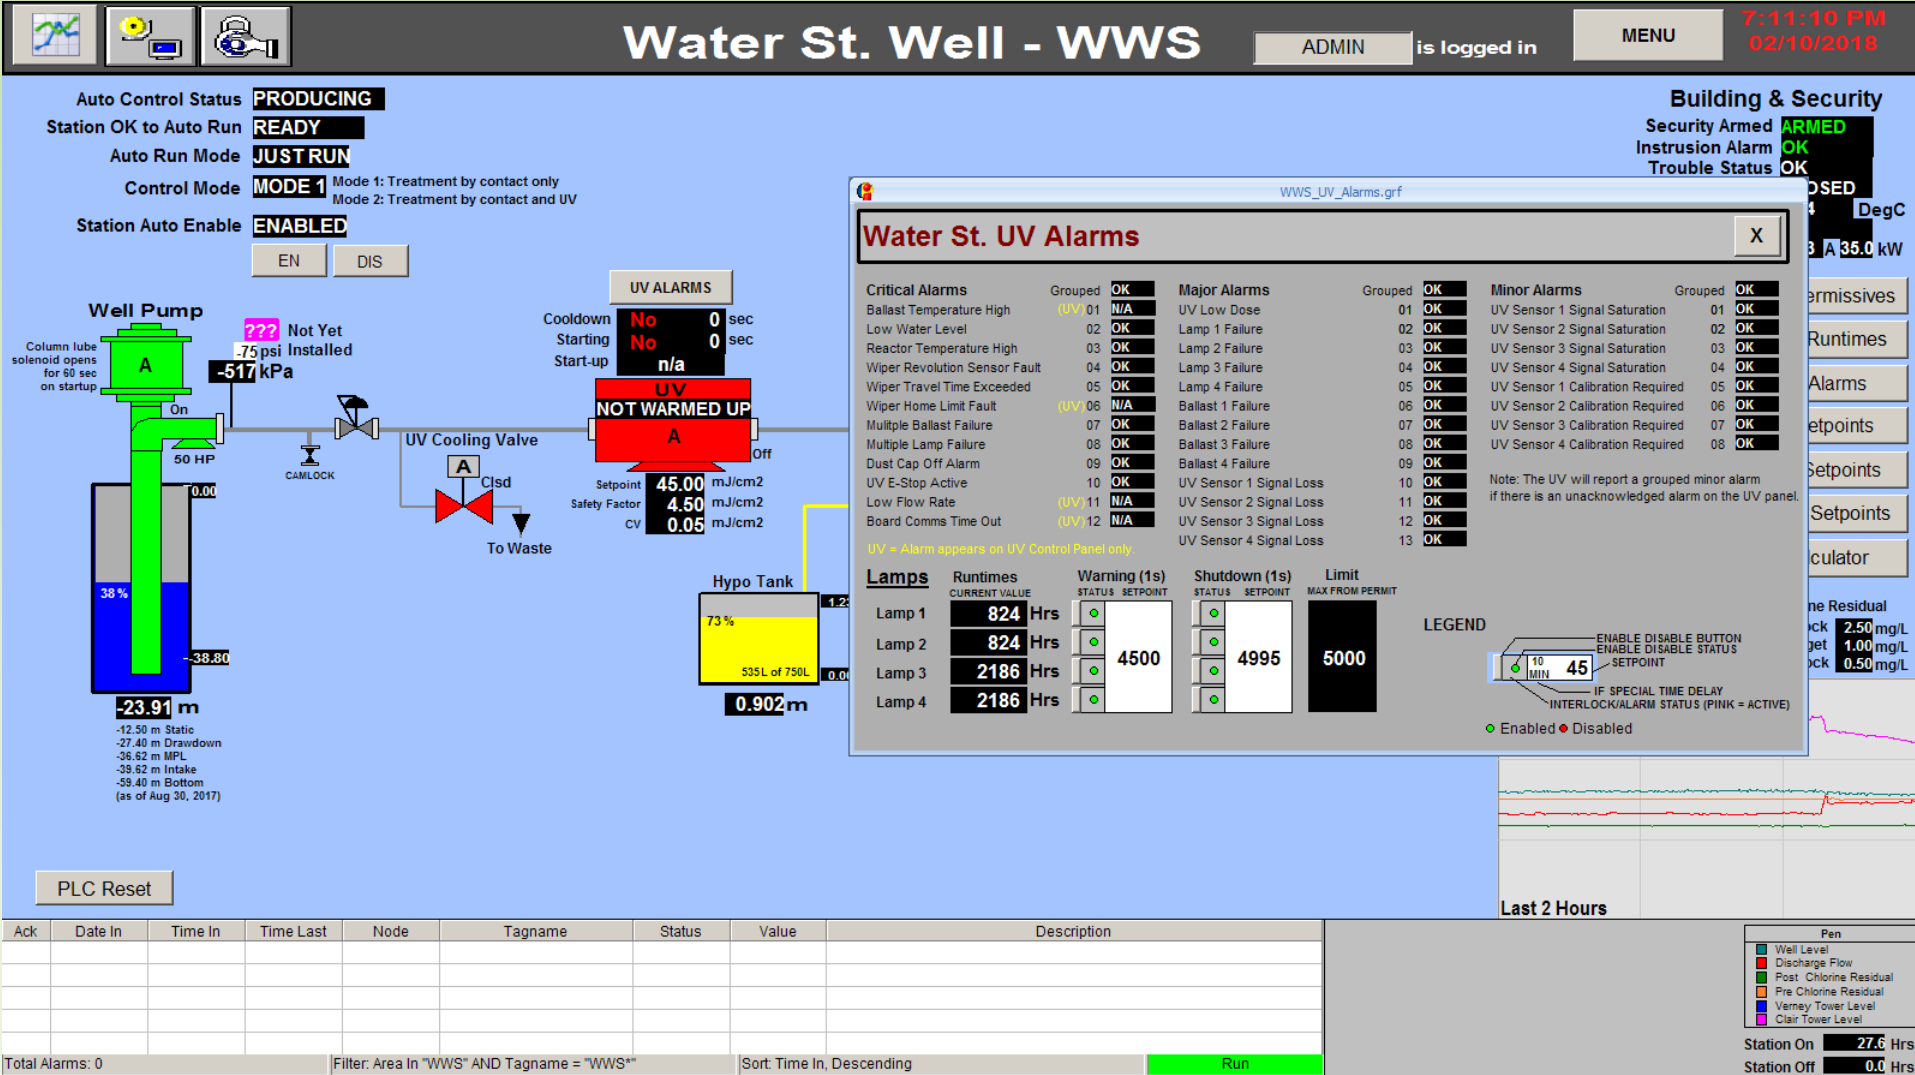 Water St. Well - WWS
ADMIN is logged in
MENU
7:11:10 PM
02/10/2018
Auto Control Status PRODUCING
Station OK to Auto Run READY
Auto Run Mode JUST RUN
Control Mode MODE 1
Mode 1: Treatment by contact only
Mode 2: Treatment by contact and UV
Station Auto Enable ENABLED
EN DIS
Building & Security
Security Armed ARMED
Instrusion Alarm OK
Trouble Status OK
OSED
DegC
A 35.0 kW
ermissives
Runtimes
Alarms
etpoints
Setpoints
Setpoints
culator
ne Residual
ck 2.50 mg/L
get 1.00 mg/L
ck 0.50 mg/L
Well Pump
Column lube
solenoid opens
for 60 sec
on startup
A
On
50 HP
??? Not Yet
Installed
-75 psi
-517 kPa
CAMLOCK
0.00
38 %
-38.80
-23.91 m
-12.50 m Static
-27.40 m Drawdown
-36.62 m MPL
-39.62 m Intake
-59.40 m Bottom
(as of Aug 30, 2017)
UV Cooling Valve
A
Clsd
To Waste
UV ALARMS
Cooldown No 0 sec
Starting No 0 sec
Start-up n/a
UV
NOT WARMED UP
A
Off
Setpoint 45.00 mJ/cm2
Safety Factor 4.50 mJ/cm2
CV 0.05 mJ/cm2
Hypo Tank
73 %
535L of 750L
0.902 m
WWS_UV_Alarms.grf
Water St. UV Alarms
X
Critical Alarms Grouped OK
Ballast Temperature High (UV) 01 N/A
Low Water Level 02 OK
Reactor Temperature High 03 OK
Wiper Revolution Sensor Fault 04 OK
Wiper Travel Time Exceeded 05 OK
Wiper Home Limit Fault (UV) 06 N/A
Mulitple Ballast Failure 07 OK
Multiple Lamp Failure 08 OK
Dust Cap Off Alarm 09 OK
UV E-Stop Active 10 OK
Low Flow Rate (UV) 11 N/A
Board Comms Time Out (UV) 12 N/A
UV = Alarm appears on UV Control Panel only.
Major Alarms Grouped OK
UV Low Dose 01 OK
Lamp 1 Failure 02 OK
Lamp 2 Failure 03 OK
Lamp 3 Failure 04 OK
Lamp 4 Failure 05 OK
Ballast 1 Failure 06 OK
Ballast 2 Failure 07 OK
Ballast 3 Failure 08 OK
Ballast 4 Failure 09 OK
UV Sensor 1 Signal Loss 10 OK
UV Sensor 2 Signal Loss 11 OK
UV Sensor 3 Signal Loss 12 OK
UV Sensor 4 Signal Loss 13 OK
Minor Alarms Grouped OK
UV Sensor 1 Signal Saturation 01 OK
UV Sensor 2 Signal Saturation 02 OK
UV Sensor 3 Signal Saturation 03 OK
UV Sensor 4 Signal Saturation 04 OK
UV Sensor 1 Calibration Required 05 OK
UV Sensor 2 Calibration Required 06 OK
UV Sensor 3 Calibration Required 07 OK
UV Sensor 4 Calibration Required 08 OK
Note: The UV will report a grouped minor alarm
if there is an unacknowledged alarm on the UV panel.
Lamps Runtimes Warning (1s) Shutdown (1s) Limit
CURRENT VALUE STATUS SETPOINT STATUS SETPOINT MAX FROM PERMIT
Lamp 1 824 Hrs
Lamp 2 824 Hrs
Lamp 3 2186 Hrs
Lamp 4 2186 Hrs
4500 4995 5000
LEGEND
ENABLE DISABLE BUTTON
ENABLE DISABLE STATUS
SETPOINT
10 MIN 45
IF SPECIAL TIME DELAY
INTERLOCK/ALARM STATUS (PINK = ACTIVE)
Enabled Disabled
Last 2 Hours
PLC Reset
Ack Date In Time In Time Last Node Tagname Status Value Description
Total Alarms: 0 Filter: Area In "WWS" AND Tagname = "WWS*" Sort: Time In, Descending Run
Pen
Well Level
Discharge Flow
Post Chlorine Residual
Pre Chlorine Residual
Verney Tower Level
Clair Tower Level
Station On 27.6 Hrs
Station Off 0.0 Hrs